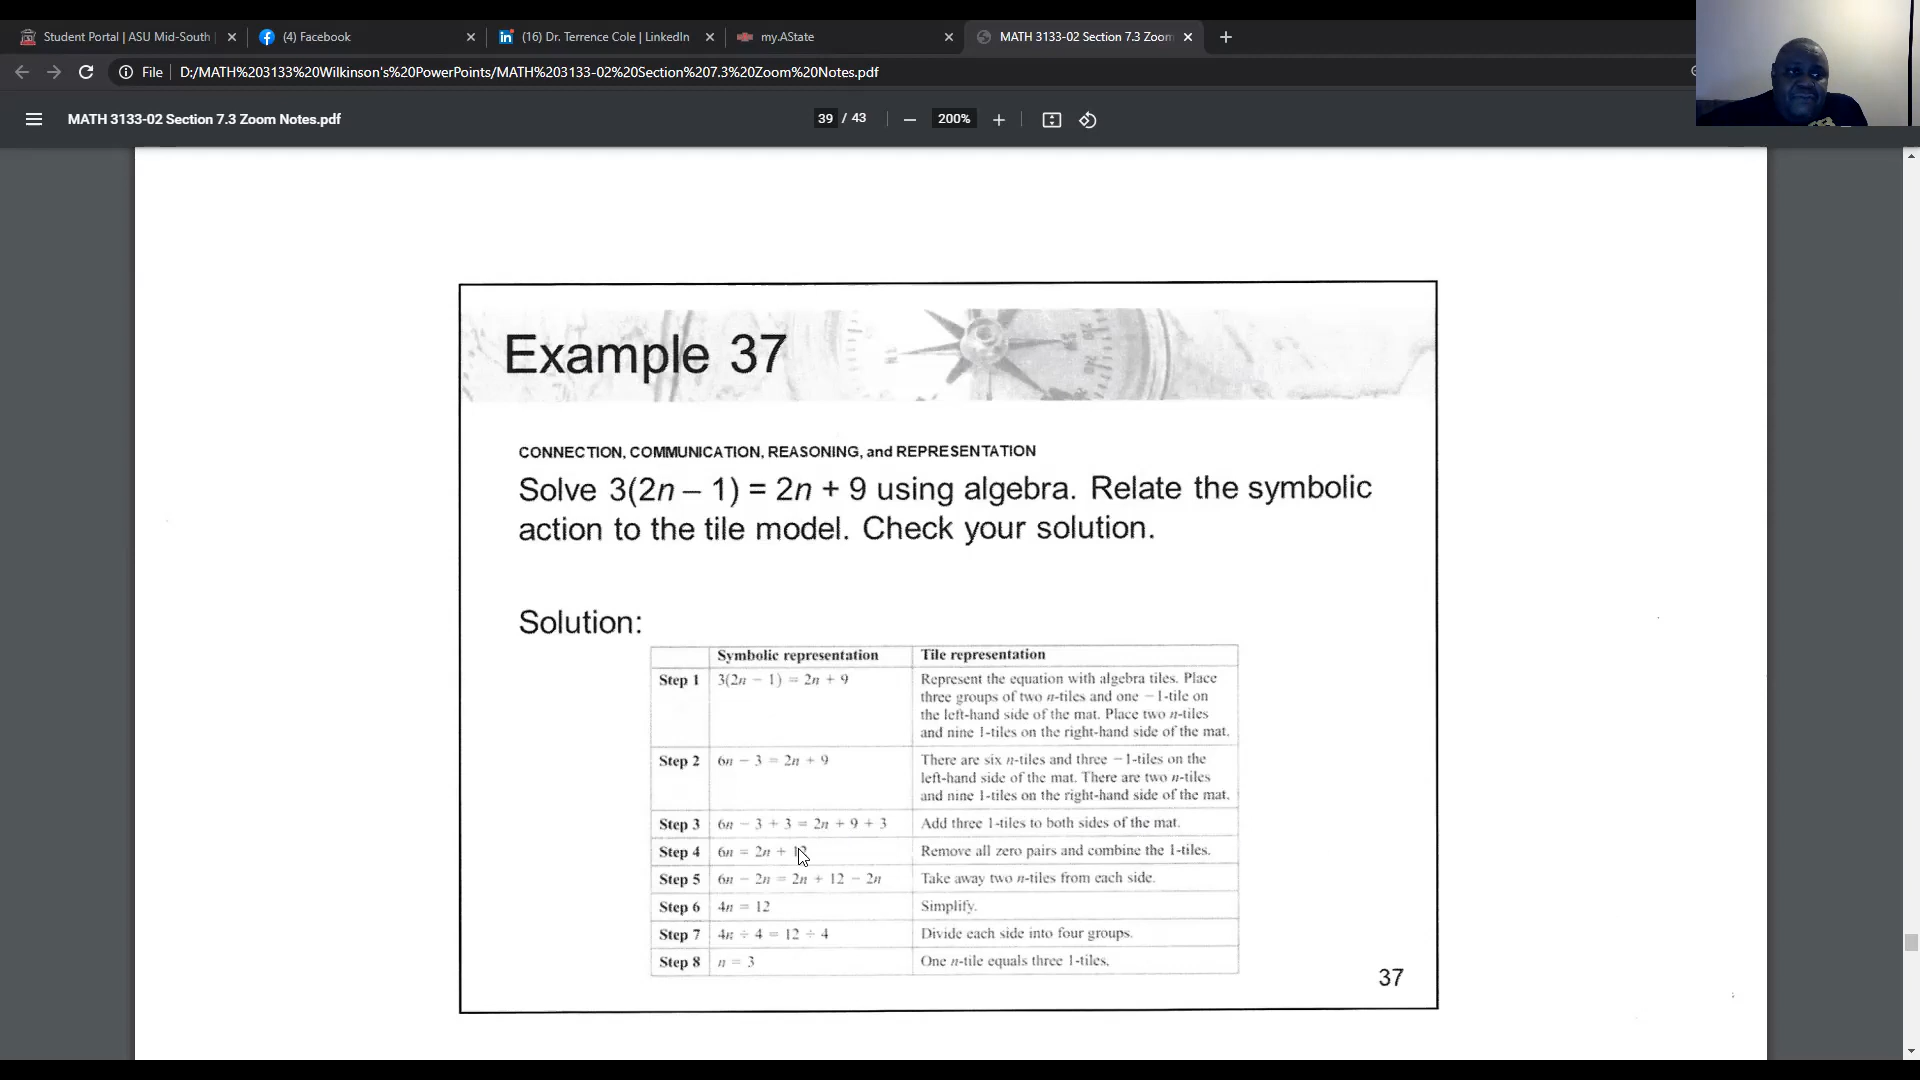 Student Portal | ASU Mid-South
(4) Facebook
(16) Dr. Terrence Cole | LinkedIn
my.AState
MATH 3133-02 Section 7.3 Zoom
File
D:/MATH%203133%20Wilkinson's%20PowerPoints/MATH%203133-02%20Section%207.3%20Zoom%20Notes.pdf
MATH 3133-02 Section 7.3 Zoom Notes.pdf
39 / 43
200%
Example 37
CONNECTION, COMMUNICATION, REASONING, and REPRESENTATION
Solve 3(2n – 1) = 2n + 9 using algebra. Relate the symbolic
action to the tile model. Check your solution.
Solution:
Symbolic representation Tile representation
Step 1 3(2n − 1) = 2n + 9 Represent the equation with algebra tiles. Place
three groups of two n-tiles and one −1-tile on
the left-hand side of the mat. Place two n-tiles
and nine 1-tiles on the right-hand side of the mat.
Step 2 6n − 3 = 2n + 9 There are six n-tiles and three −1-tiles on the
left-hand side of the mat. There are two n-tiles
and nine 1-tiles on the right-hand side of the mat.
Step 3 6n − 3 + 3 = 2n + 9 + 3 Add three 1-tiles to both sides of the mat.
Step 4 6n = 2n + 12 Remove all zero pairs and combine the 1-tiles.
Step 5 6n − 2n = 2n + 12 − 2n Take away two n-tiles from each side.
Step 6 4n = 12 Simplify.
Step 7 4n ÷ 4 = 12 ÷ 4 Divide each side into four groups.
Step 8 n = 3 One n-tile equals three 1-tiles.
37